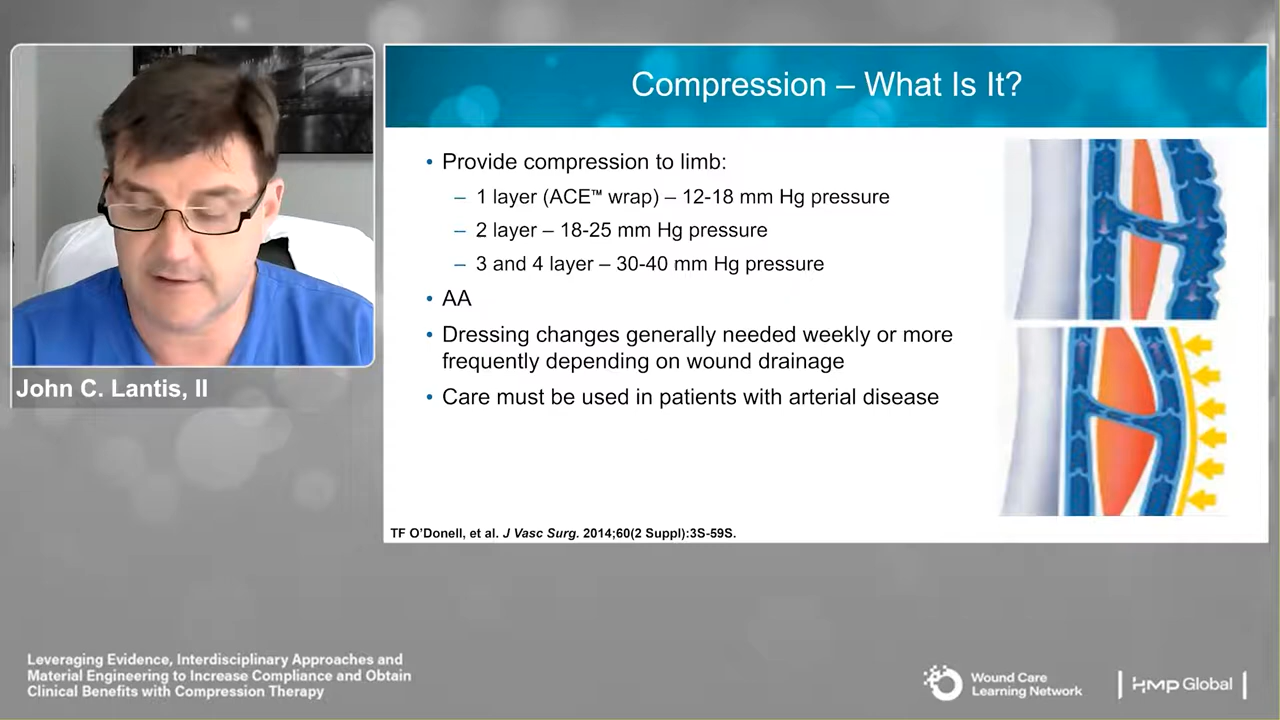 Compression – What Is It?
• Provide compression to limb:
– 1 layer (ACE™ wrap) – 12-18 mm Hg pressure
– 2 layer – 18-25 mm Hg pressure
– 3 and 4 layer – 30-40 mm Hg pressure
• AA
• Dressing changes generally needed weekly or more
frequently depending on wound drainage
• Care must be used in patients with arterial disease
TF O’Donell, et al. J Vasc Surg. 2014;60(2 Suppl):3S-59S.
John C. Lantis, II
Leveraging Evidence, Interdisciplinary Approaches and
Material Engineering to Increase Compliance and Obtain
Clinical Benefits with Compression Therapy
Wound Care
Learning Network
HMP Global